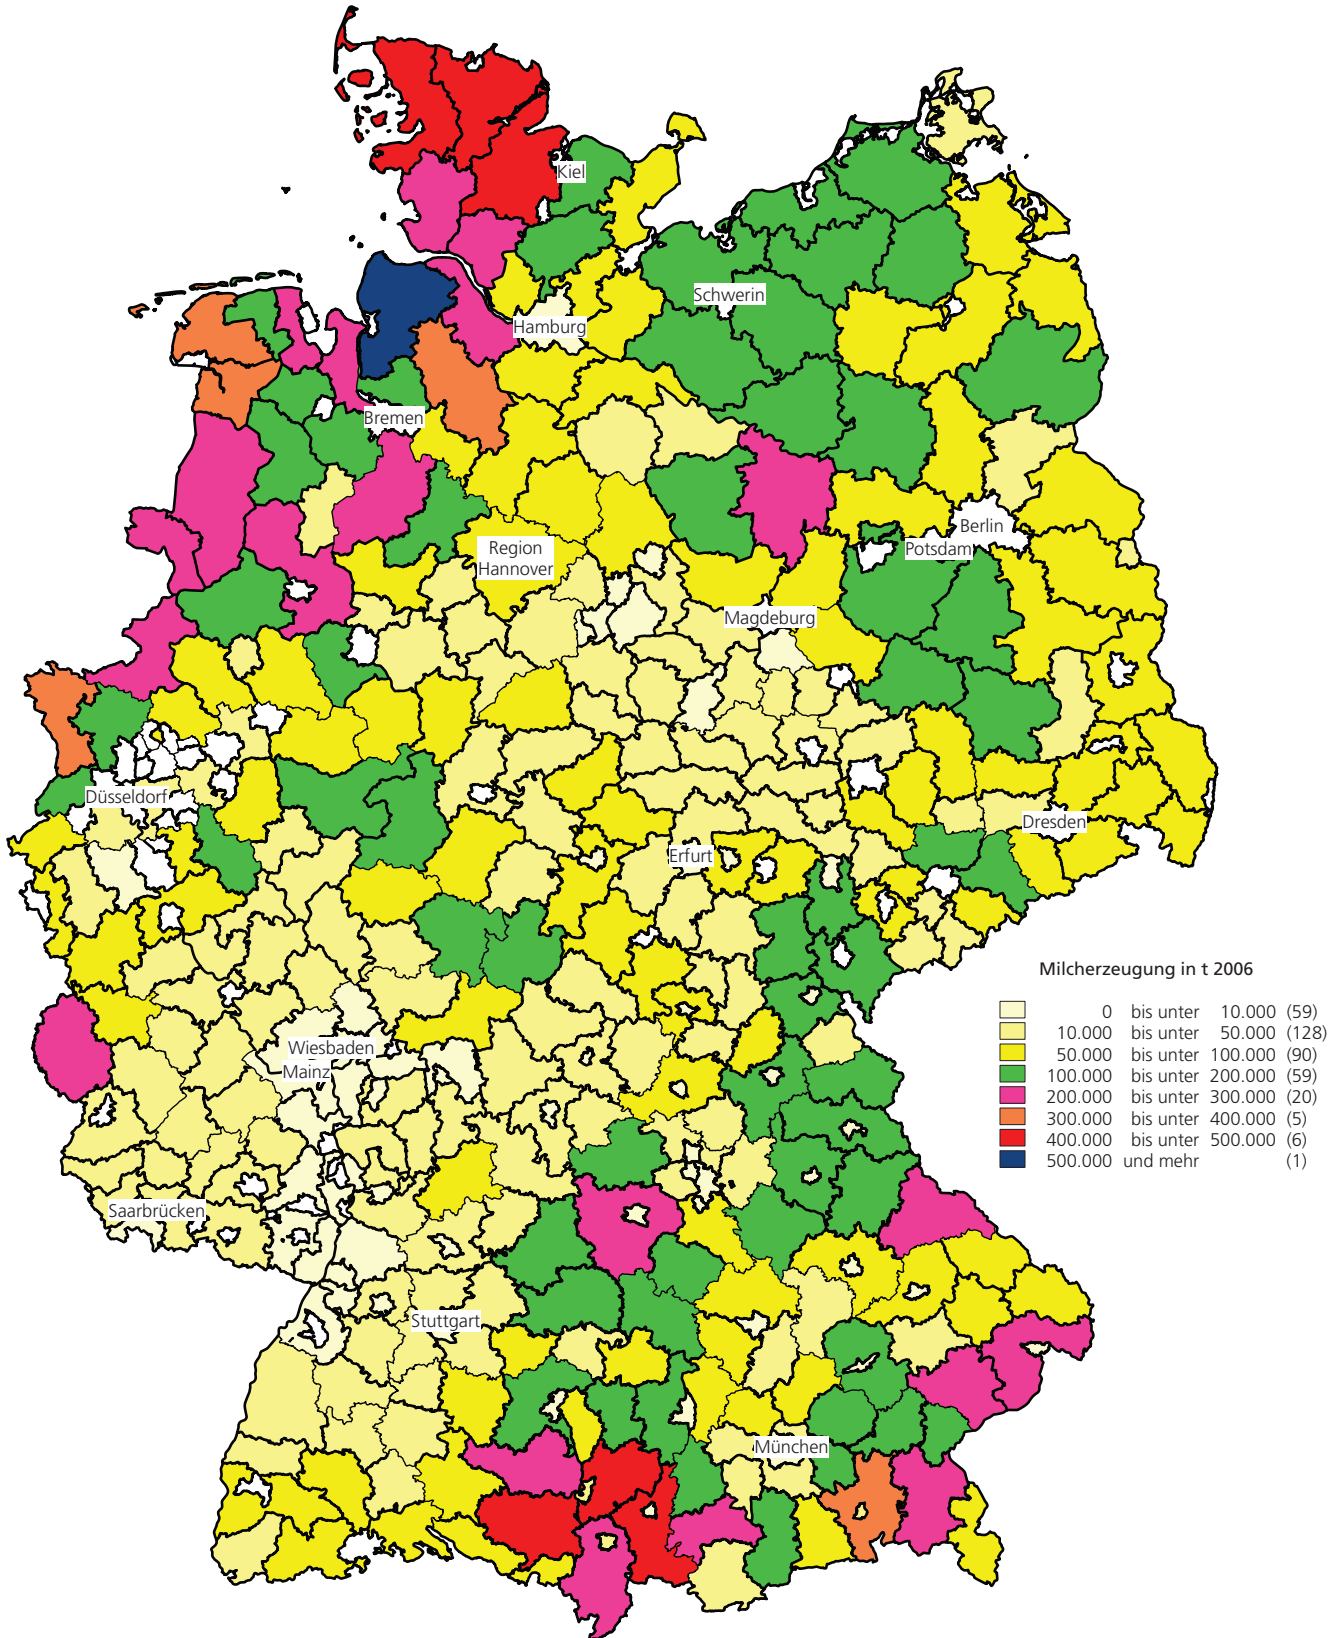 Kiel
Schwerin
Hamburg
Bremen
Berlin
Region
Hannover
Potsdam
Magdeburg
Düsseldorf
Dresden
Erfurt
Milcherzeugung in t 2006
0 bis unter 10.000 (59)
10.000 bis unter 50.000 (128)
50.000 bis unter 100.000 (90)
100.000 bis unter 200.000 (59)
200.000 bis unter 300.000 (20)
300.000 bis unter 400.000 (5)
400.000 bis unter 500.000 (6)
500.000 und mehr (1)
Wiesbaden
Mainz
Saarbrücken
Stuttgart
München